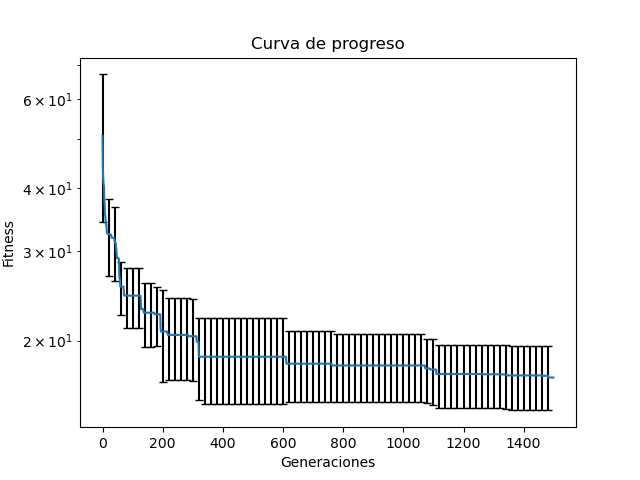 Curva de progreso
Fitness
6 × 10¹
4 × 10¹
3 × 10¹
2 × 10¹
0 200 400 600 800 1000 1200 1400
Generaciones